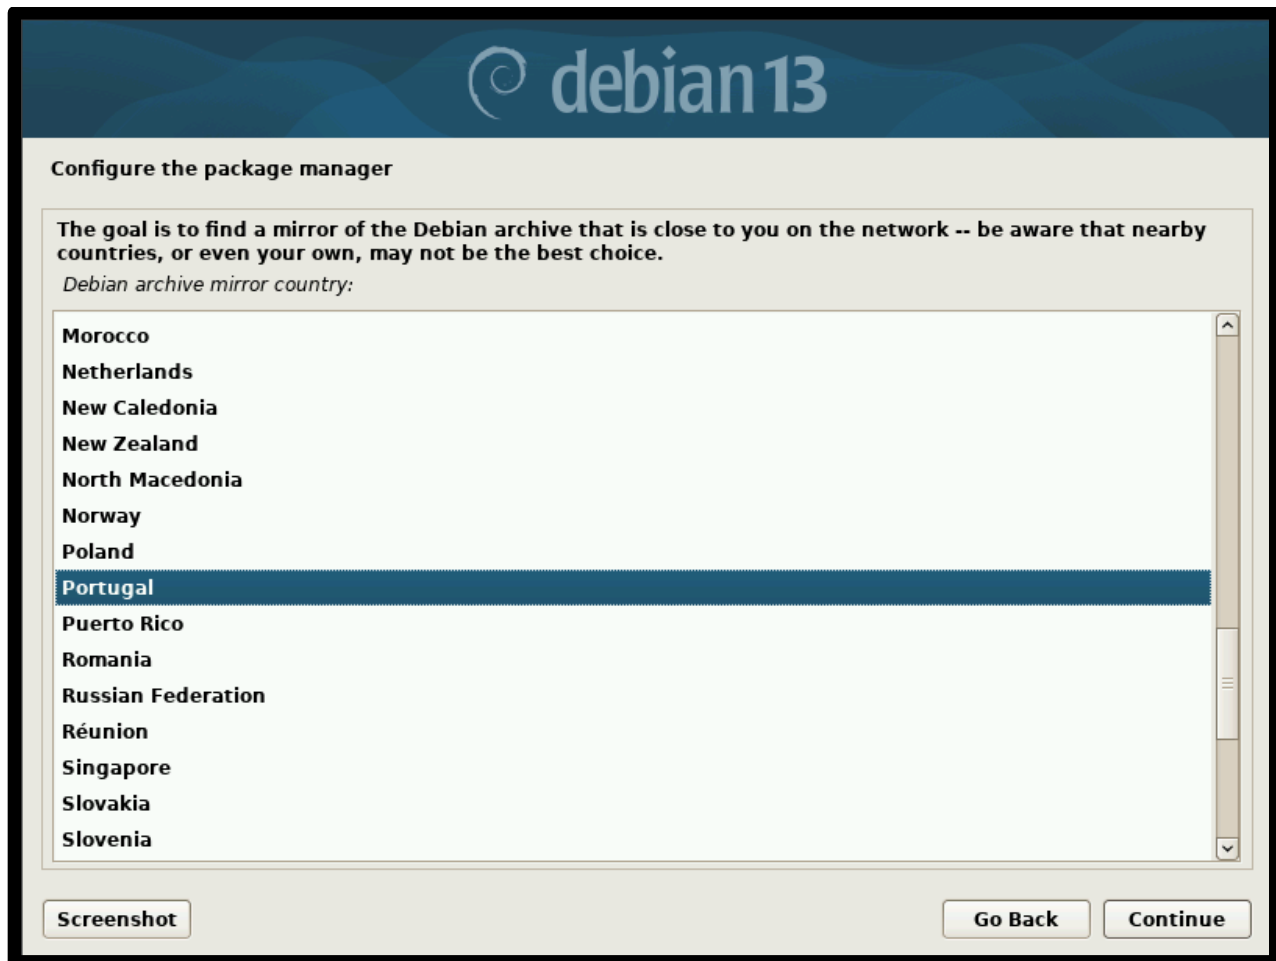 debian 13
Configure the package manager
The goal is to find a mirror of the Debian archive that is close to you on the network -- be aware that nearby
countries, or even your own, may not be the best choice.
Debian archive mirror country:
Morocco
Netherlands
New Caledonia
New Zealand
North Macedonia
Norway
Poland
Portugal
Puerto Rico
Romania
Russian Federation
Réunion
Singapore
Slovakia
Slovenia
Screenshot
Go Back
Continue